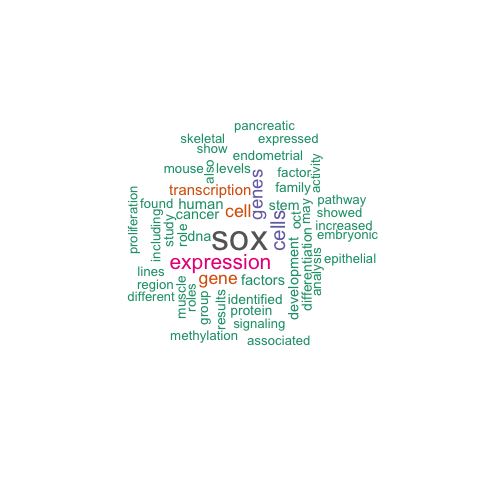 pancreatic
skeletal
expressed
show
endometrial
mouse
also
levels
factor
activity
transcription
genes
family
proliferation
found
human
stem
may
pathway
including
study
cancer
cell
oct
showed
role
dna
sox
cells
increased
embryonic
expression
development
differentiation
analysis
epithelial
lines
region
gene
factors
different
muscle
roles
group
results
identified
protein
signaling
methylation
associated